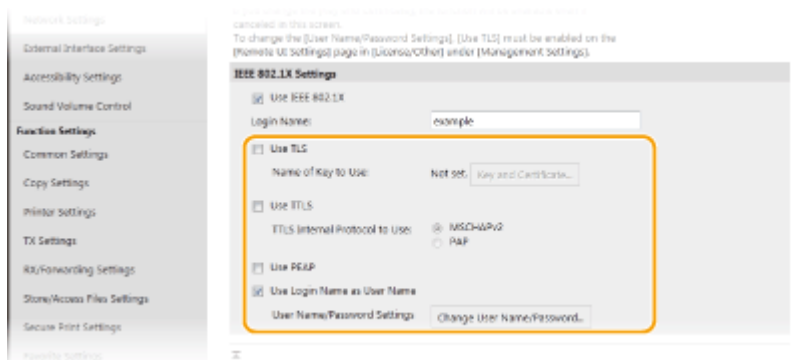 Network Settings
External Interface Settings
Accessibility Settings
Sound Volume Control
Function Settings
Common Settings
Copy Settings
Printer Settings
TX Settings
RX/Forwarding Settings
Store/Access Files Settings
Secure Print Settings
Favorite Settings
canceled in this screen.
To change the [User Name/Password Settings], [Use TLS] must be enabled on the
[Remote UI Settings] page in [License/Other] under [Management Settings].
IEEE 802.1X Settings
Use IEEE 802.1X
Login Name: example
Use TLS
Name of Key to Use: Not set. Key and Certificate...
Use TTLS
TTLS Internal Protocol to Use: MSCHAPv2
PAP
Use PEAP
Use Login Name as User Name
User Name/Password Settings Change User Name/Password...